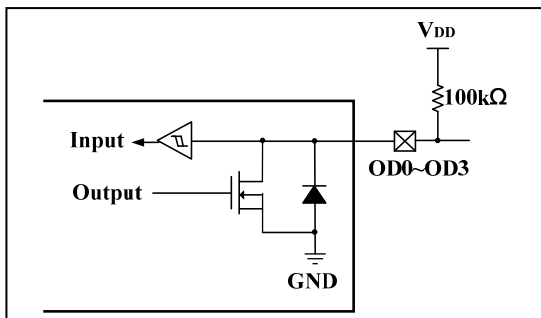 VDD
100kΩ
Input
OD0~OD3
Output
GND